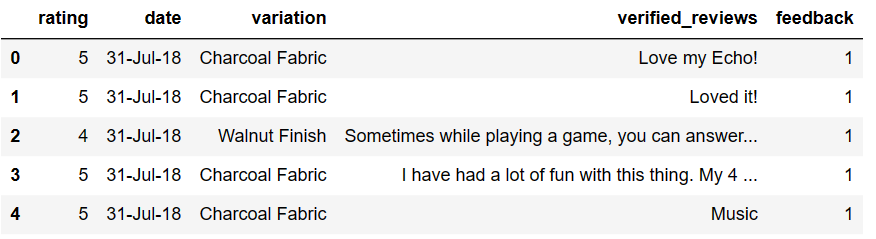 rating date variation verified_reviews feedback
0 5 31-Jul-18 Charcoal Fabric Love my Echo! 1
1 5 31-Jul-18 Charcoal Fabric Loved it! 1
2 4 31-Jul-18 Walnut Finish Sometimes while playing a game, you can answer... 1
3 5 31-Jul-18 Charcoal Fabric I have had a lot of fun with this thing. My 4 ... 1
4 5 31-Jul-18 Charcoal Fabric Music 1